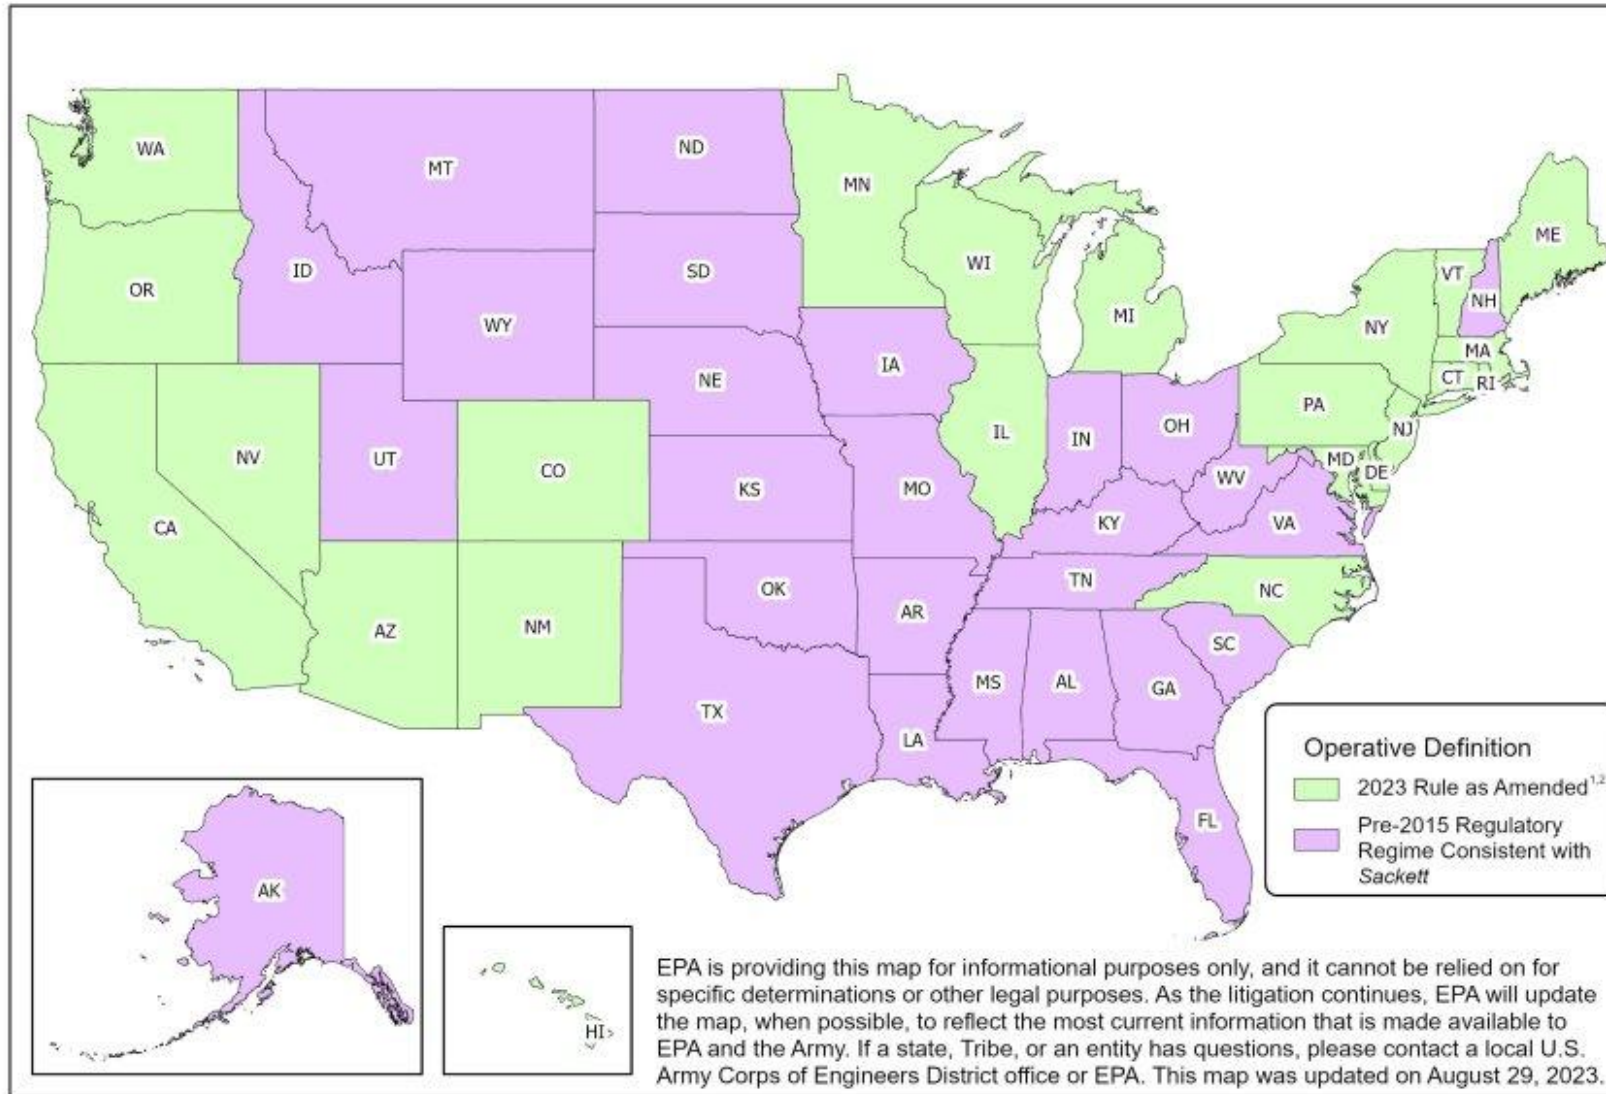 WA
MT
ND
MN
ME
OR
ID
SD
WI
VT
NH
WY
MI
NY
MA
IA
CT
RI
NE
PA
NV
UT
CO
IL
IN
OH
NJ
MD
DE
KS
MO
WV
CA
KY
VA
TN
OK
NC
AZ
NM
AR
SC
MS
AL
GA
TX
LA
FL
AK
HI
Operative Definition
2023 Rule as Amended1,2
Pre-2015 Regulatory
Regime Consistent with
Sackett
EPA is providing this map for informational purposes only, and it cannot be relied on for
specific determinations or other legal purposes. As the litigation continues, EPA will update
the map, when possible, to reflect the most current information that is made available to
EPA and the Army. If a state, Tribe, or an entity has questions, please contact a local U.S.
Army Corps of Engineers District office or EPA. This map was updated on August 29, 2023.